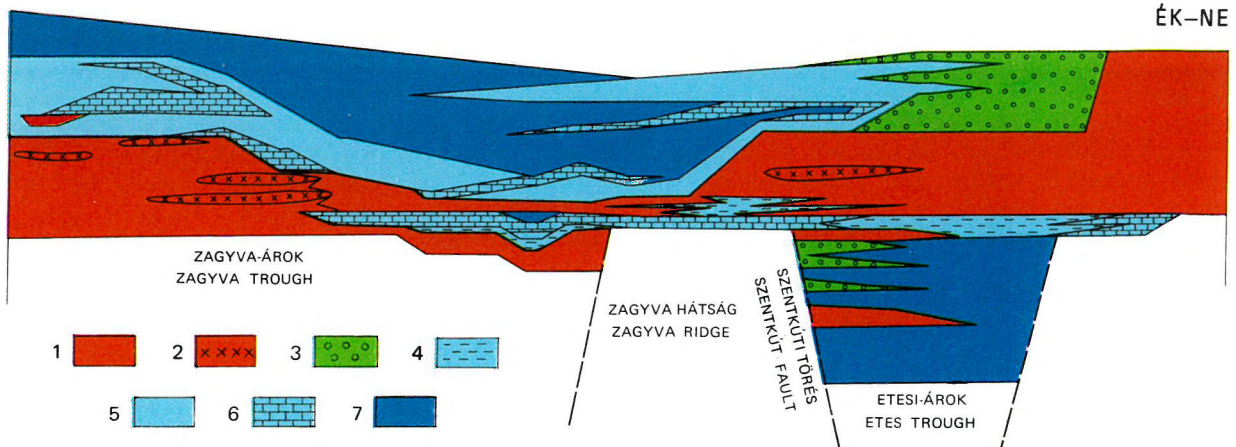 ÉK–NE
ZAGYVA-ÁROK
ZAGYVA TROUGH
ZAGYVA HÁTSÁG
ZAGYVA RIDGE
SZENTKÚTI TÖRÉS
SZENTKÚT FAULT
ETESI-ÁROK
ETES TROUGH
1 2 3 4
5 6 7